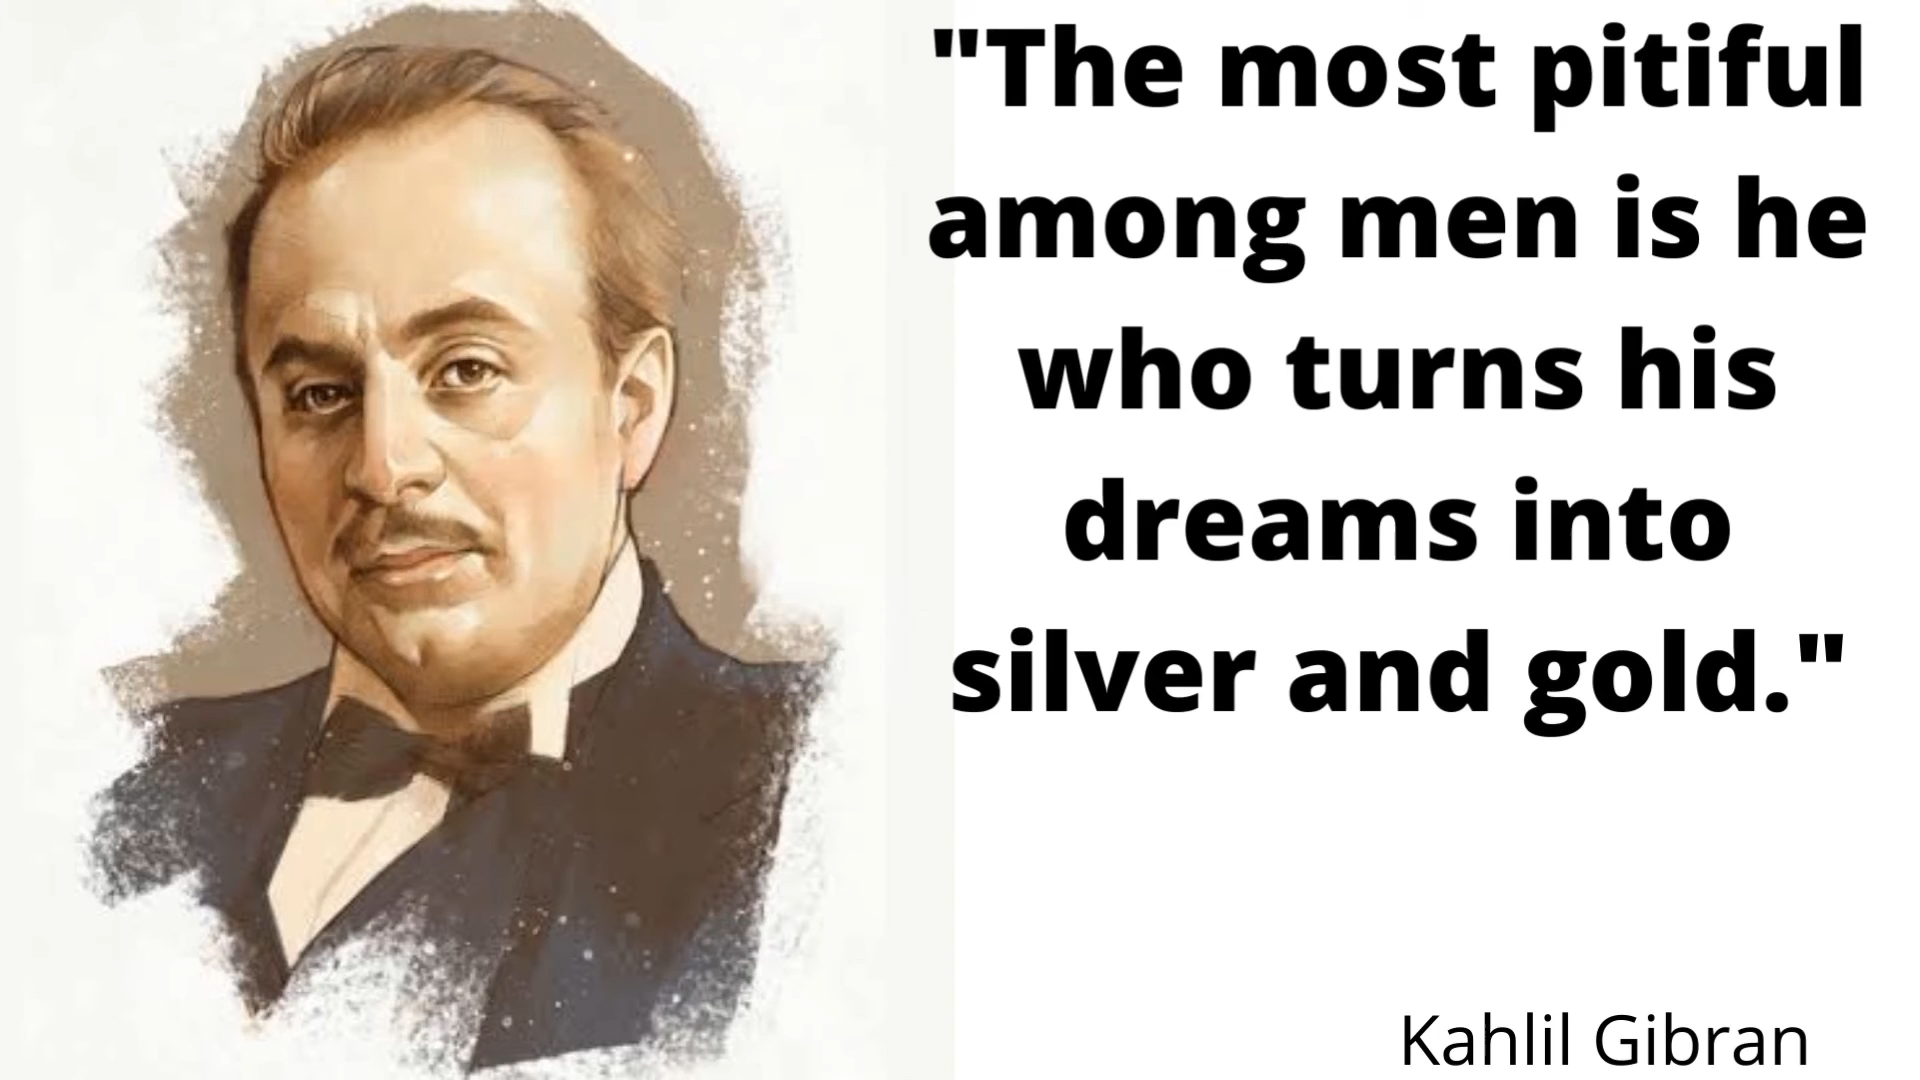 "The most pitiful
among men is he
who turns his
dreams into
silver and gold."
Kahlil Gibran